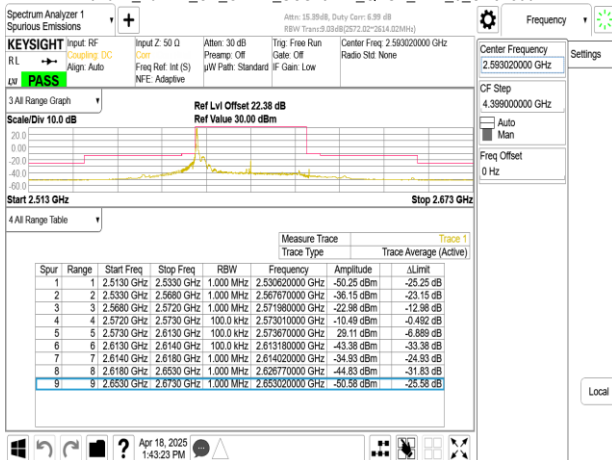 Spectrum Analyzer 1
Spurious Emissions
Attn: 15.39dB, Duty Corr: 6.99 dB
RBW Trans:9.03dB(2572.02~2614.02MHz)
Frequency
KEYSIGHT Input: RF Input Z: 50 Ω Atten: 30 dB Trig: Free Run Center Freq: 2.593020000 GHz
RL Coupling: DC Corr Preamp: Off Gate: Off Radio Std: None
Align: Auto Freq Ref: Int (S) µW Path: Standard IF Gain: Low
LXI PASS NFE: Adaptive
Center Frequency
2.593020000 GHz
Settings
CF Step
4.399000000 GHz
Auto
Man
Freq Offset
0 Hz
3 All Range Graph
Scale/Div 10.0 dB
Ref Lvl Offset 22.38 dB
Ref Value 30.00 dBm
20.0
0.00
-20.0
-40.0
-60.0
Start 2.513 GHz Stop 2.673 GHz
4 All Range Table
Measure Trace Trace 1
Trace Type Trace Average (Active)
Spur Range Start Freq Stop Freq RBW Frequency Amplitude ΔLimit
1 1 2.5130 GHz 2.5330 GHz 1.000 MHz 2.530620000 GHz -50.25 dBm -25.25 dB
2 2 2.5330 GHz 2.5680 GHz 1.000 MHz 2.567670000 GHz -36.15 dBm -23.15 dB
3 3 2.5680 GHz 2.5720 GHz 1.000 MHz 2.571980000 GHz -22.98 dBm -12.98 dB
4 4 2.5720 GHz 2.5730 GHz 100.0 kHz 2.573010000 GHz -10.49 dBm -0.492 dB
5 5 2.5730 GHz 2.6130 GHz 100.0 kHz 2.573670000 GHz 29.11 dBm -6.889 dB
6 6 2.6130 GHz 2.6140 GHz 100.0 kHz 2.613180000 GHz -43.38 dBm -33.38 dB
7 7 2.6140 GHz 2.6180 GHz 1.000 MHz 2.614020000 GHz -34.93 dBm -24.93 dB
8 8 2.6180 GHz 2.6530 GHz 1.000 MHz 2.626770000 GHz -44.83 dBm -31.83 dB
9 9 2.6530 GHz 2.6730 GHz 1.000 MHz 2.653020000 GHz -50.58 dBm -25.58 dB
Local
Apr 18, 2025
1:43:23 PM